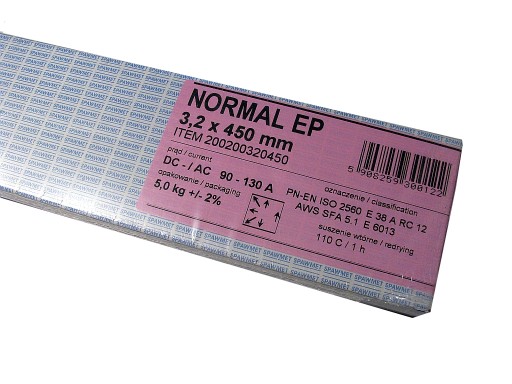 NORMAL EP
3,2 x 450 mm
ITEM 200200320450
prąd / current
DC - / AC 90 - 130 A
opakowanie / packaging
5,0 kg +/- 2%
5 908259 300122
oznaczenie / classification
PN-EN ISO 2560 E 38 A RC 12
AWS SFA 5.1 E 6013
suszenie wtórne / redrying
110 C / 1 h
SPAWMET